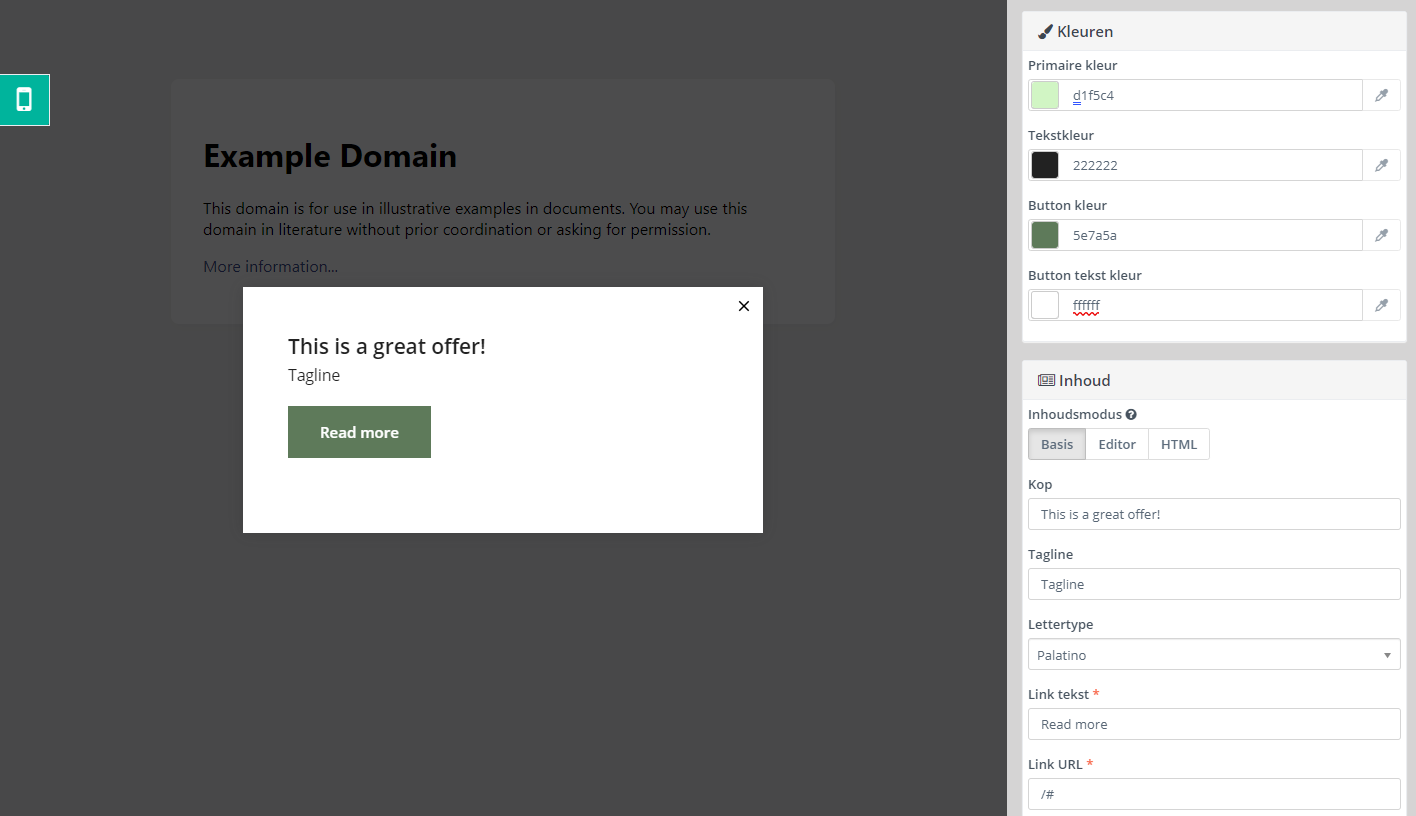 Example Domain
This domain is for use in illustrative examples in documents. You may use this
domain in literature without prior coordination or asking for permission.
More information...
This is a great offer!
Tagline
Read more
Kleuren
Primaire kleur
d1f5c4
Tekstkleur
222222
Button kleur
5e7a5a
Button tekst kleur
ffffff
Inhoud
Inhoudsmodus
Basis Editor HTML
Kop
This is a great offer!
Tagline
Tagline
Lettertype
Palatino
Link tekst *
Read more
Link URL *
/#